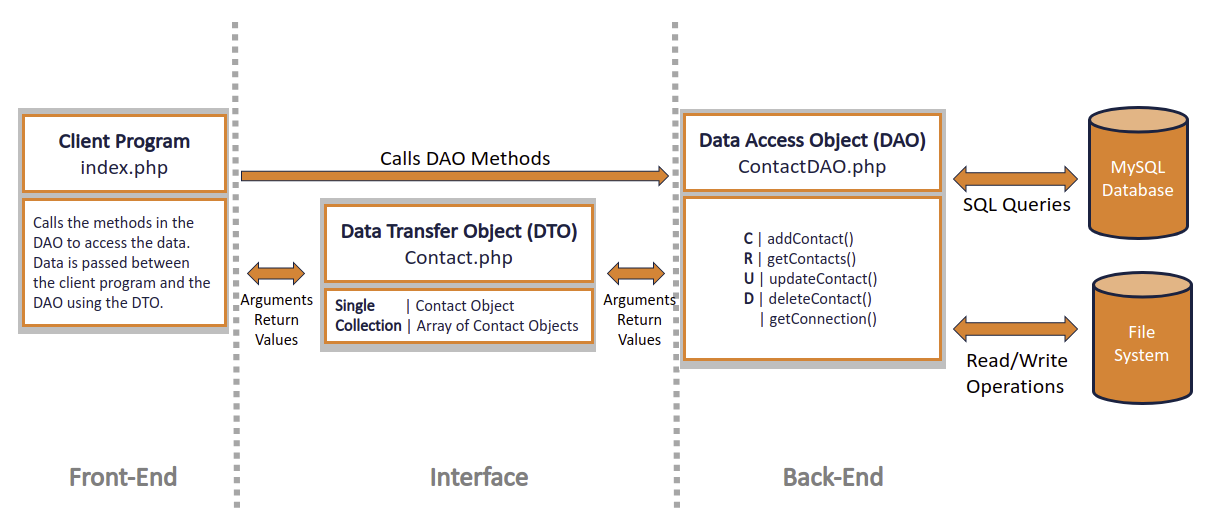 Client Program
index.php
Calls the methods in the
DAO to access the data.
Data is passed between
the client program and the
DAO using the DTO.
Calls DAO Methods
Arguments
Return
Values
Data Transfer Object (DTO)
Contact.php
Single | Contact Object
Collection | Array of Contact Objects
Arguments
Return
Values
Data Access Object (DAO)
ContactDAO.php
C | addContact()
R | getContacts()
U | updateContact()
D | deleteContact()
| getConnection()
SQL Queries
MySQL
Database
Read/Write
Operations
File
System
Front-End
Interface
Back-End